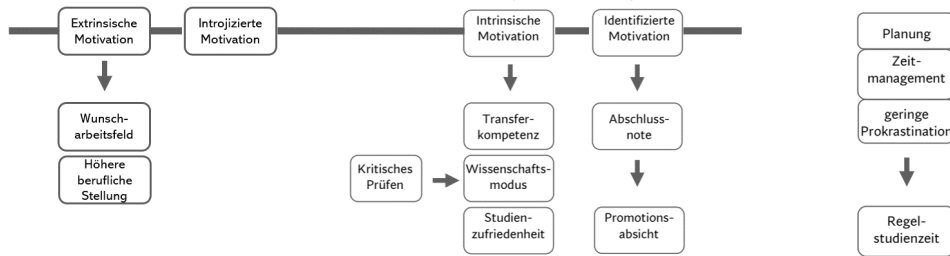 Extrinsische
Motivation
Introjizierte
Motivation
Intrinsische
Motivation
Identifizierte
Motivation
Planung
Zeit-
management
geringe
Prokrastination
Wunsch-
arbeitsfeld
Höhere
berufliche
Stellung
Transfer-
kompetenz
Abschluss-
note
Kritisches
Prüfen
Wissenschafts-
modus
Studien-
zufriedenheit
Promotions-
absicht
Regel-
studienzeit